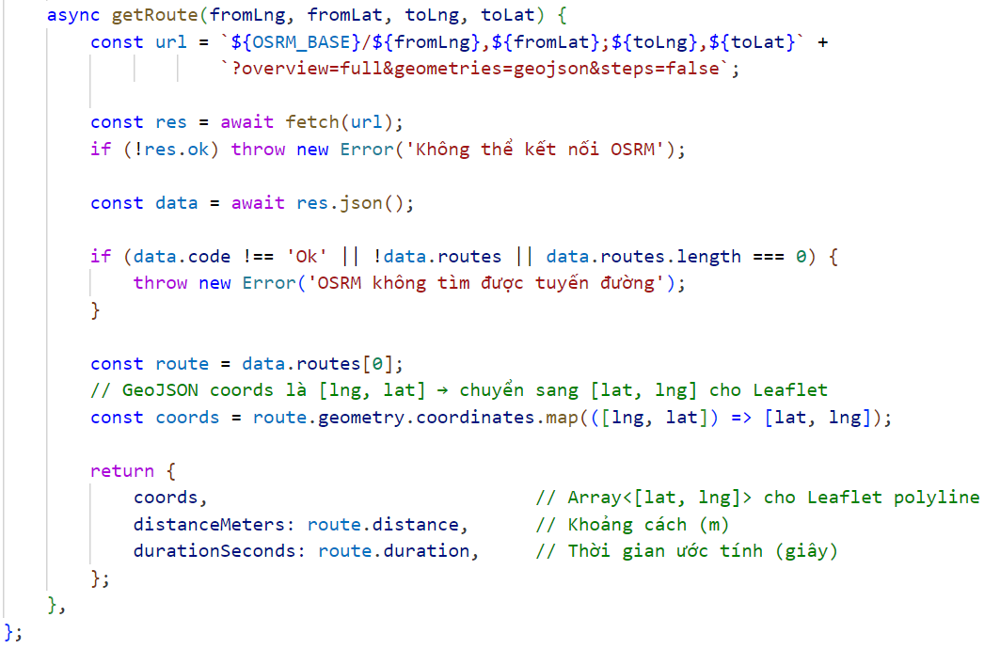 async getRoute(fromLng, fromLat, toLng, toLat) {
const url = `${OSRM_BASE}/${fromLng},${fromLat};${toLng},${toLat}` +
`?overview=full&geometries=geojson&steps=false`;
const res = await fetch(url);
if (!res.ok) throw new Error('Không thể kết nối OSRM');
const data = await res.json();
if (data.code !== 'Ok' || !data.routes || data.routes.length === 0) {
throw new Error('OSRM không tìm được tuyến đường');
}
const route = data.routes[0];
// GeoJSON coords là [lng, lat] → chuyển sang [lat, lng] cho Leaflet
const coords = route.geometry.coordinates.map(([lng, lat]) => [lat, lng]);
return {
coords, // Array<[lat, lng]> cho Leaflet polyline
distanceMeters: route.distance, // Khoảng cách (m)
durationSeconds: route.duration, // Thời gian ước tính (giây)
};
},
};